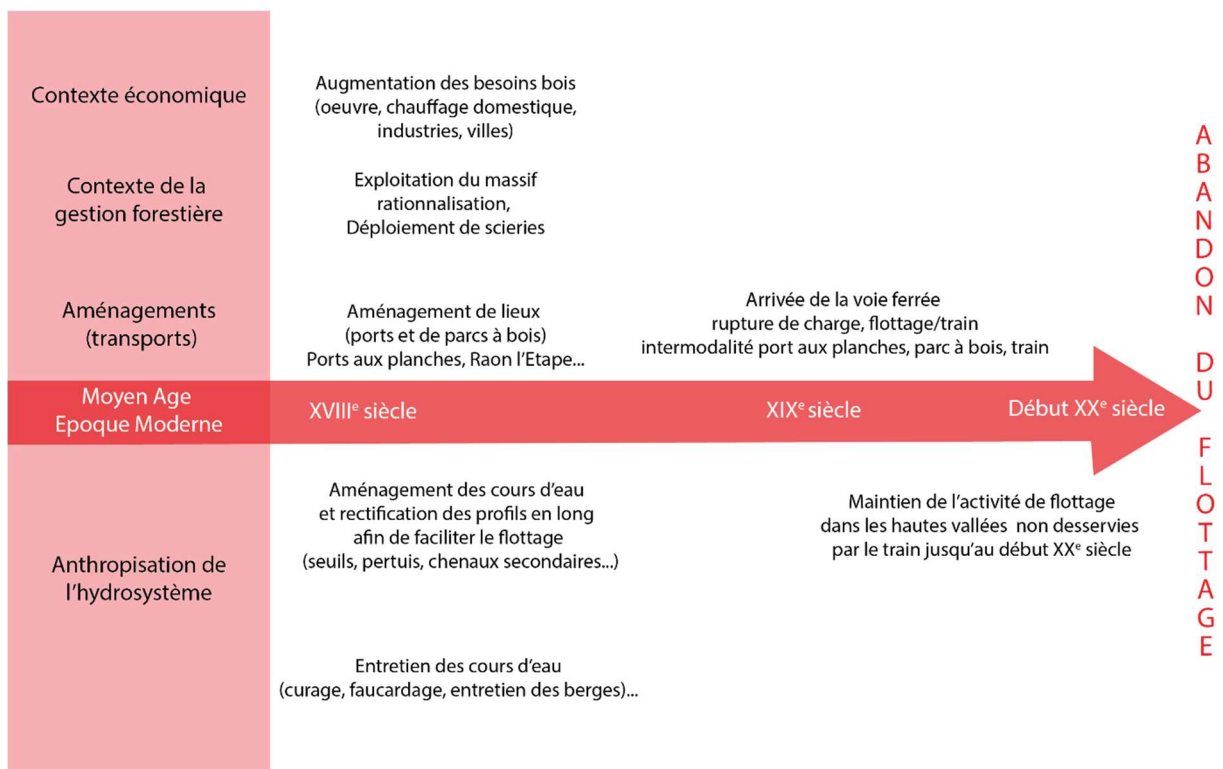 Contexte économique
Augmentation des besoins bois
(oeuvre, chauffage domestique,
industries, villes)
Contexte de la
gestion forestière
Exploitation du massif
rationnalisation,
Déploiement de scieries
Aménagements
(transports)
Aménagement de lieux
(ports et de parcs à bois)
Ports aux planches, Raon l'Etape...
Arrivée de la voie ferrée
rupture de charge, flottage/train
intermodalité port aux planches, parc à bois, train
Moyen Age
Epoque Moderne
XVIIIe siècle
XIXe siècle
Début XXe siècle
Anthropisation de
l'hydrosystème
Aménagement des cours d'eau
et rectification des profils en long
afin de faciliter le flottage
(seuils, pertuis, chenaux secondaires...)
Maintien de l'activité de flottage
dans les hautes vallées non desservies
par le train jusqu'au début XXe siècle
Entretien des cours d'eau
(curage, faucardage, entretien des berges)...
ABANDON DU FLOTTAGE